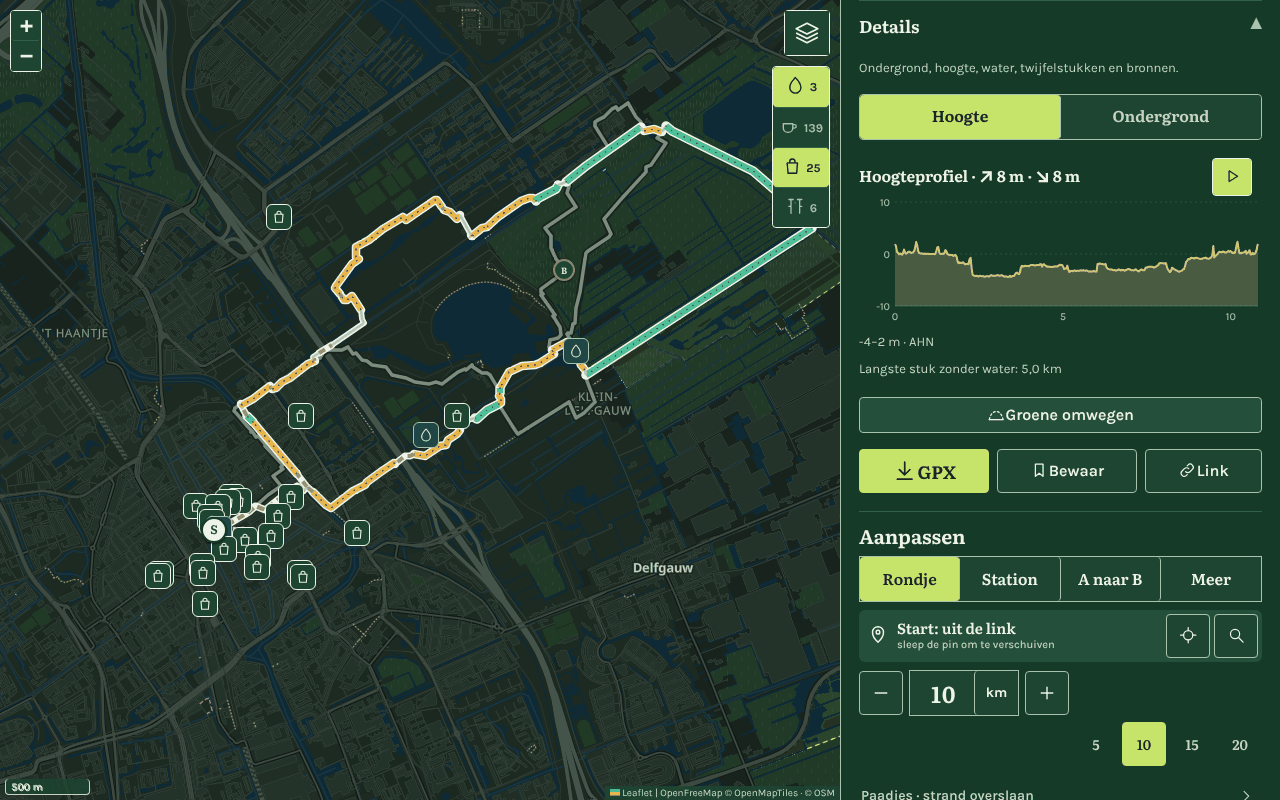 +
−
3
139
25
6
B
'T HAANTJE
KLEIN-
DELFGAUW
S
Delfgauw
500 m
Leaflet | OpenFreeMap © OpenMapTiles · © OSM
Details
Ondergrond, hoogte, water, twijfelstukken en bronnen.
Hoogte Ondergrond
Hoogteprofiel · ↗ 8 m · ↘ 8 m
10
0
-10
0 5 10
-4–2 m · AHN
Langste stuk zonder water: 5,0 km
Groene omwegen
GPX Bewaar Link
Aanpassen
Rondje Station A naar B Meer
Start: uit de link
sleep de pin om te verschuiven
− 10 km +
5 10 15 20
Paadjes · strand overslaan